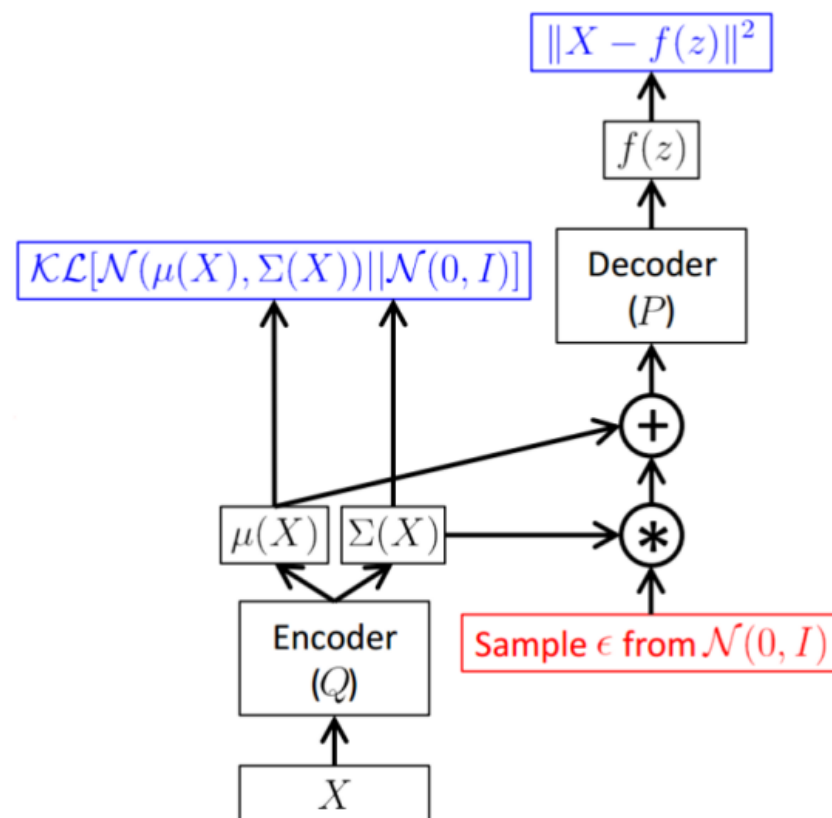 ‖X − f(z)‖²
f(z)
𝒦ℒ[𝒩(μ(X), Σ(X))||𝒩(0, I)]
Decoder
(P)
+
μ(X) Σ(X)
*
Encoder
(Q)
Sample ϵ from 𝒩(0, I)
X